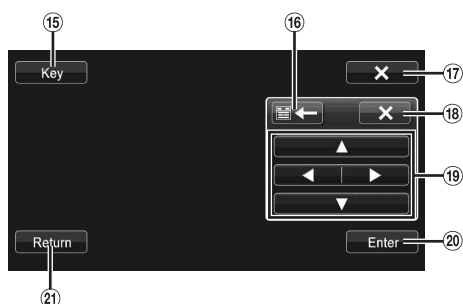 ⑮ ⑯
Key ⑰
⑱
⑲
Return Enter ⑳
㉑